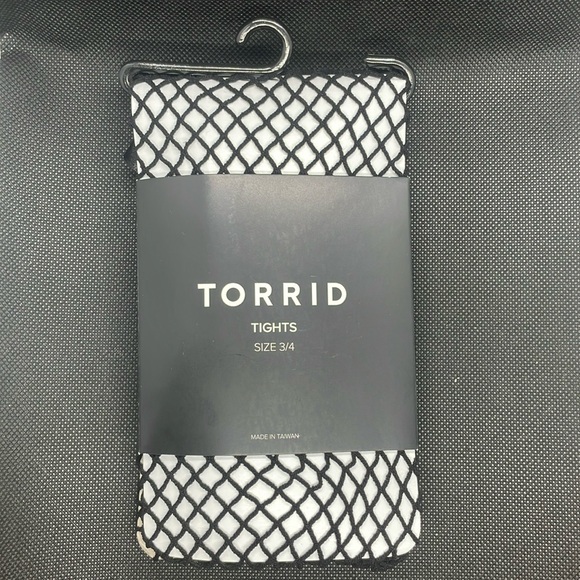 TORRID
TIGHTS
SIZE 3/4
MADE IN TAIWAN